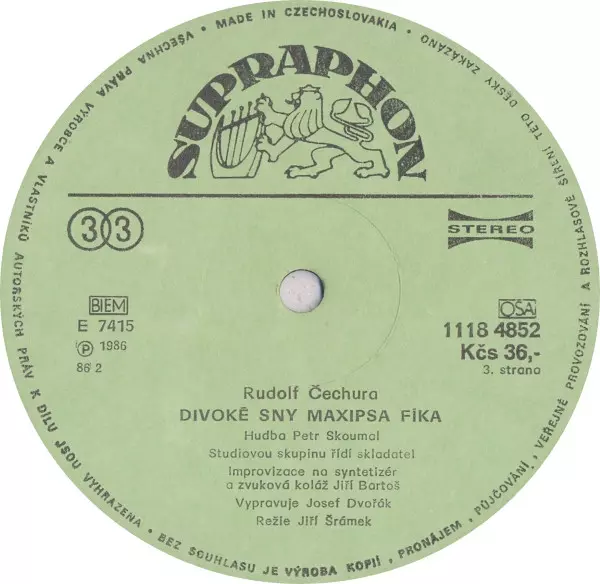 MADE IN CZECHOSLOVAKIA • VŠECHNA PRÁVA VÝROBCE A VLASTNÍKŮ AUTORSKÝCH PRÁV K DÍLU JSOU VYHRAZENA • BEZ SOUHLASU JE VÝROBA KOPIÍ, PRONÁJEM, PŮJČOVÁNÍ, VEŘEJNÉ PROVOZOVÁNÍ A ROZHLASOVÉ ŠÍŘENÍ TÉTO DESKY ZAKÁZÁNO
SUPRAPHON
33
STEREO
BIEM
E 7415
℗ 1986
86 2
OSA
1118 4852
Kčs 36,-
3. strana
Rudolf Čechura
DIVOKÉ SNY MAXIPSA FÍKA
Hudba Petr Skoumal
Studiovou skupinu řídí skladatel
Improvizace na syntetizér
a zvuková koláž Jiří Bartoš
Vypravuje Josef Dvořák
Režie Jiří Šrámek